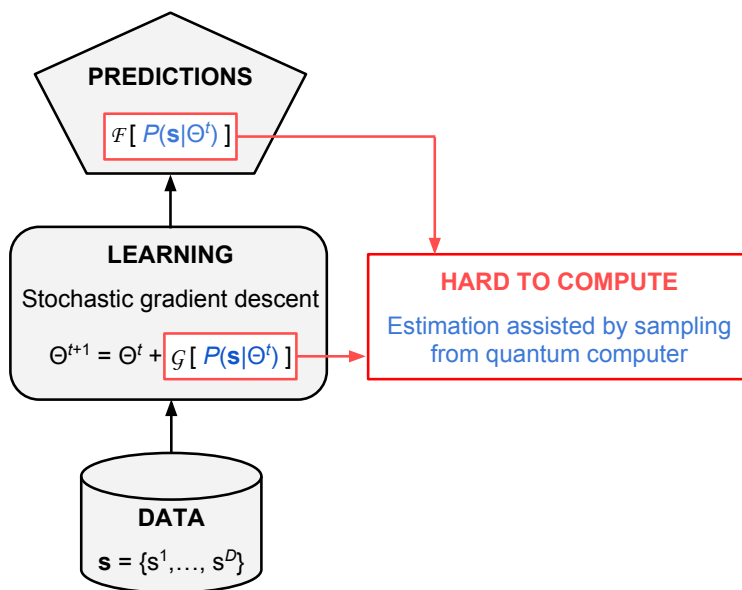 PREDICTIONS
ℱ [ P(s|Θᵗ) ]
LEARNING
Stochastic gradient descent
Θᵗ⁺¹ = Θᵗ + 𝒢 [ P(s|Θᵗ) ]
HARD TO COMPUTE
Estimation assisted by sampling
from quantum computer
DATA
s = {s¹,…, sᴰ}